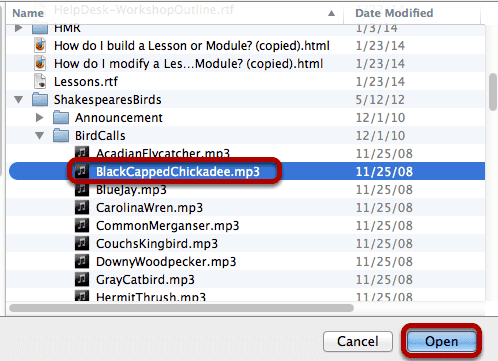 Name Date Modified
HelpDesk-WorkshopOutline.rtf
HMR 1/3/14
How do I build a Lesson or Module? (copied).html 1/23/14
How do I modify a Les...Module? (copied).html 1/23/14
Lessons.rtf 1/23/14
ShakespearesBirds 5/12/12
Announcement 12/1/10
BirdCalls 12/1/10
AcadianFlycatcher.mp3 11/25/08
BlackCappedChickadee.mp3 11/25/08
BlueJay.mp3 11/25/08
CarolinaWren.mp3 11/25/08
CommonMerganser.mp3 11/25/08
CouchsKingbird.mp3 11/25/08
DownyWoodpecker.mp3 11/25/08
GrayCatbird.mp3 11/25/08
HermitThrush.mp3 11/25/08
Cancel Open